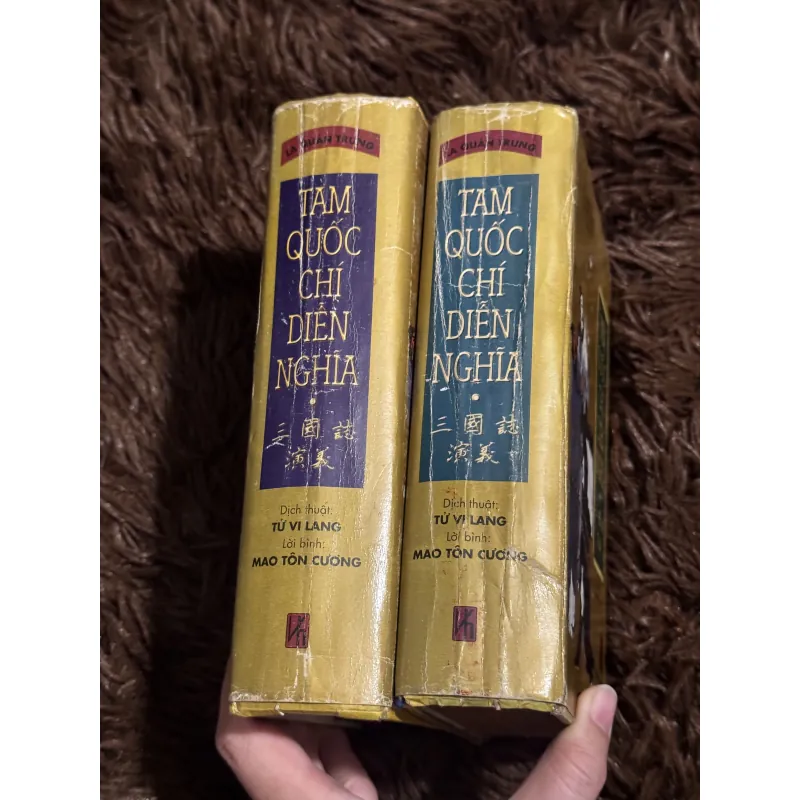 LA QUÁN TRUNG
TAM
QUỐC
CHÍ
DIỄN
NGHĨA
三國誌
演義
Dịch thuật:
TỬ VI LANG
Lời bình:
MAO TÔN CƯƠNG
LA QUÁN TRUNG
TAM
QUỐC
CHÍ
DIỄN
NGHĨA
三國誌
演義
Dịch thuật:
TỬ VI LANG
Lời bình:
MAO TÔN CƯƠNG